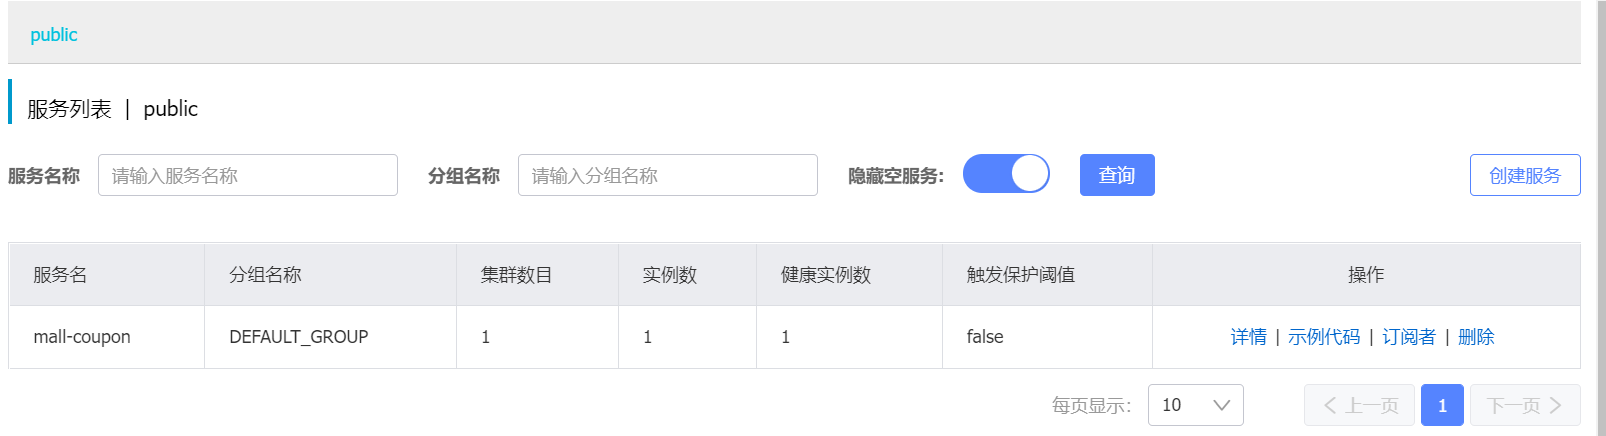 public
服务列表 | public
服务名称 请输入服务名称 分组名称 请输入分组名称 隐藏空服务: 查询 创建服务
服务名 分组名称 集群数目 实例数 健康实例数 触发保护阈值 操作
mall-coupon DEFAULT_GROUP 1 1 1 false 详情 | 示例代码 | 订阅者 | 删除
每页显示: 10 上一页 1 下一页